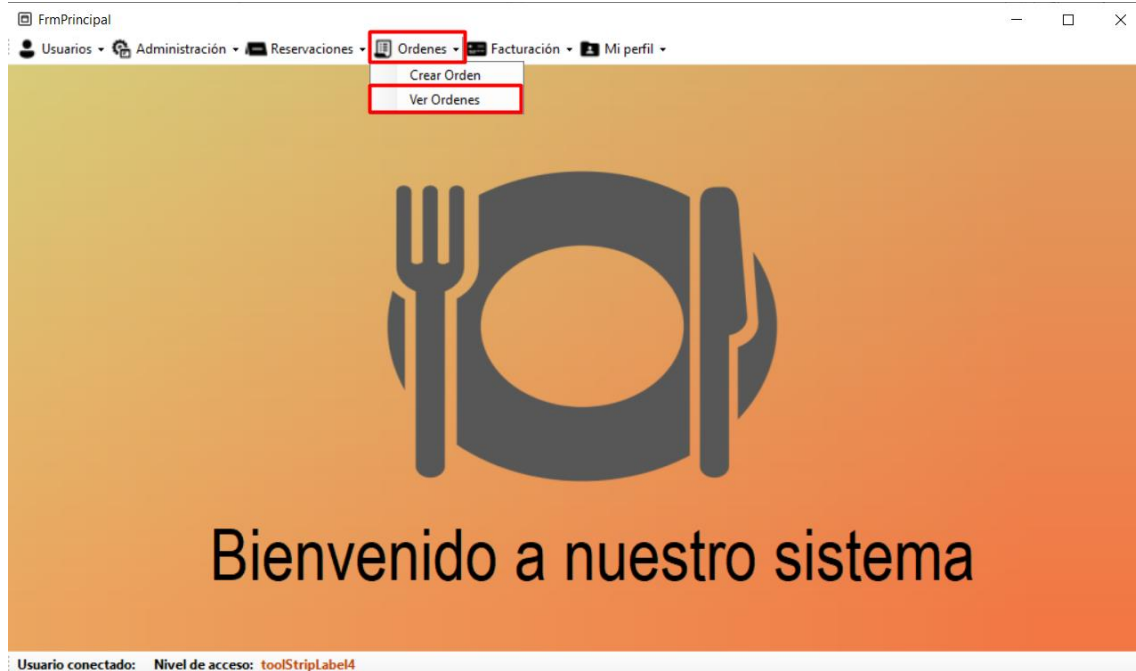 FrmPrincipal
Usuarios Administración Reservaciones Ordenes Facturación Mi perfil
Crear Orden
Ver Ordenes
Bienvenido a nuestro sistema
Usuario conectado: Nivel de acceso: toolStripLabel4